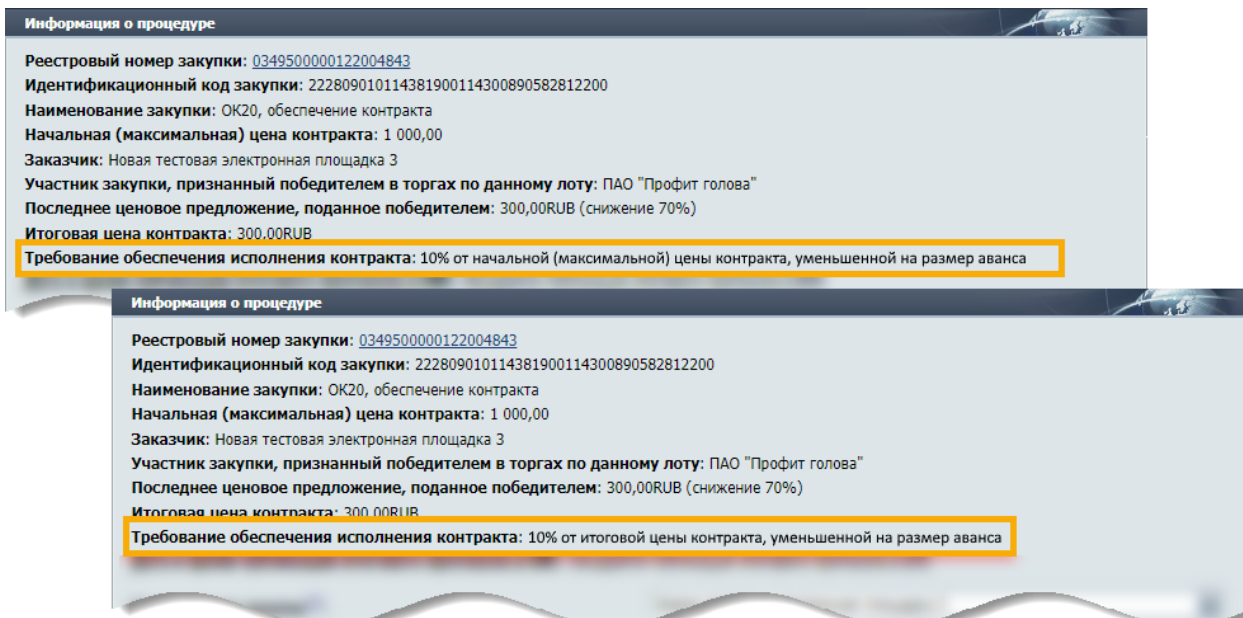 Информация о процедуре
Реестровый номер закупки: 0349500000122004843
Идентификационный код закупки: 222809010114381900114300890582812200
Наименование закупки: ОК20, обеспечение контракта
Начальная (максимальная) цена контракта: 1 000,00
Заказчик: Новая тестовая электронная площадка 3
Участник закупки, признанный победителем в торгах по данному лоту: ПАО "Профит голова"
Последнее ценовое предложение, поданное победителем: 300,00RUB (снижение 70%)
Итоговая цена контракта: 300,00RUB
Требование обеспечения исполнения контракта: 10% от начальной (максимальной) цены контракта, уменьшенной на размер аванса
Информация о процедуре
Реестровый номер закупки: 0349500000122004843
Идентификационный код закупки: 222809010114381900114300890582812200
Наименование закупки: ОК20, обеспечение контракта
Начальная (максимальная) цена контракта: 1 000,00
Заказчик: Новая тестовая электронная площадка 3
Участник закупки, признанный победителем в торгах по данному лоту: ПАО "Профит голова"
Последнее ценовое предложение, поданное победителем: 300,00RUB (снижение 70%)
Итоговая цена контракта: 300,00RUB
Требование обеспечения исполнения контракта: 10% от итоговой цены контракта, уменьшенной на размер аванса